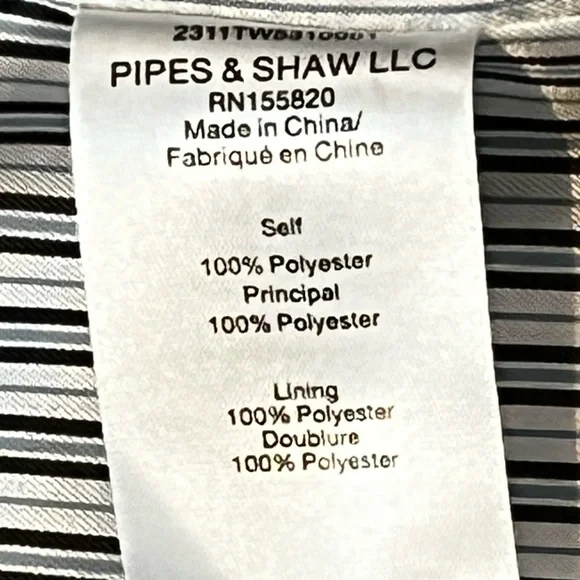 PIPES & SHAW LLC
RN155820
Made in China/
Fabriqué en Chine
Self
100% Polyester
Principal
100% Polyester
Lining
100% Polyester
Doublure
100% Polyester